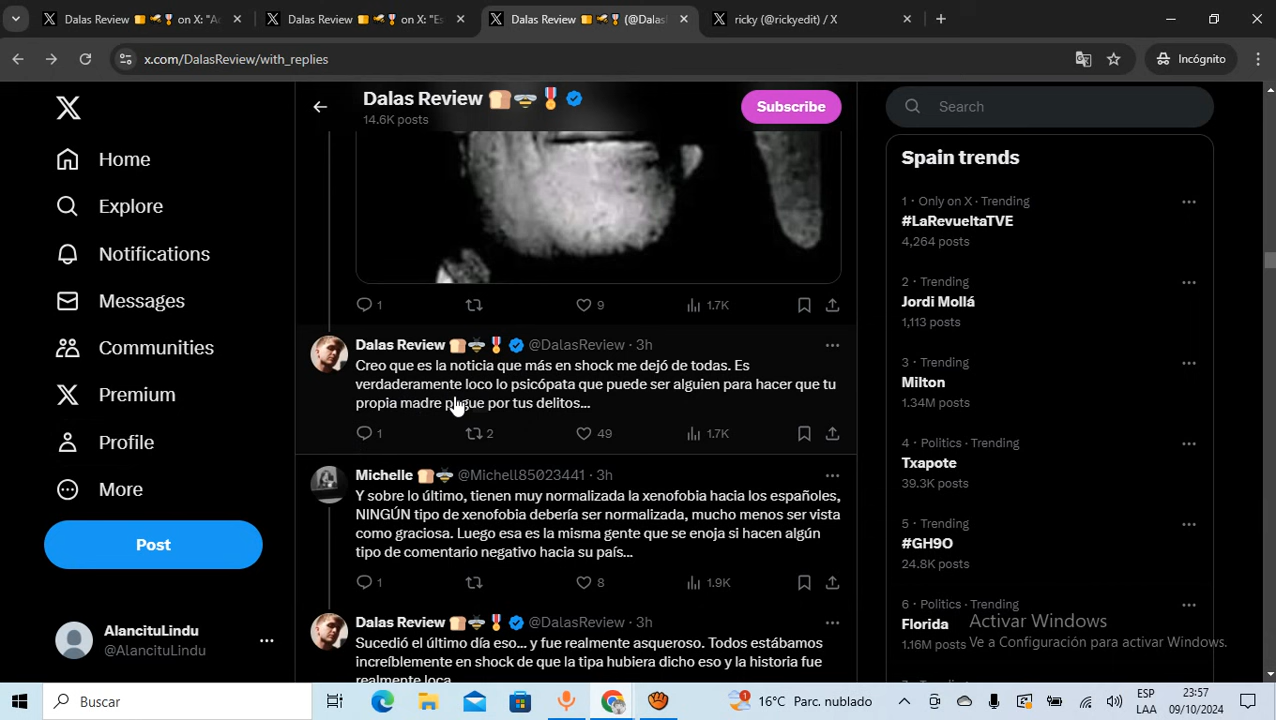 Dalas Review on X: "Ac
Dalas Review on X: "Es
Dalas Review (@Dalas
ricky (@rickyedit) / X
x.com/DalasReview/with_replies
Incógnito
Dalas Review
14.6K posts
Subscribe
Search
Home
Explore
Notifications
Messages
Communities
Premium
Profile
More
Post
AlancituLindu
@AlancituLindu
1
9
1.7K
Dalas Review @DalasReview · 3h
Creo que es la noticia que más en shock me dejó de todas. Es
verdaderamente loco lo psicópata que puede ser alguien para hacer que tu
propia madre pague por tus delitos...
1
2
49
1.7K
Michelle @Michell85023441 · 3h
Y sobre lo último, tienen muy normalizada la xenofobia hacia los españoles,
NINGÚN tipo de xenofobia debería ser normalizada, mucho menos ser vista
como graciosa. Luego esa es la misma gente que se enoja si hacen algún
tipo de comentario negativo hacia su país...
1
8
1.9K
Dalas Review @DalasReview · 3h
Sucedió el último día eso... y fue realmente asqueroso. Todos estábamos
increíblemente en shock de que la tipa hubiera dicho eso y la historia fue
realmente loca
Spain trends
1 · Only on X · Trending
#LaRevueltaTVE
4,264 posts
2 · Trending
Jordi Mollá
1,113 posts
3 · Trending
Milton
1.34M posts
4 · Politics · Trending
Txapote
39.3K posts
5 · Trending
#GH9O
24.8K posts
6 · Politics · Trending
Florida
1.16M posts
Activar Windows
Ve a Configuración para activar Windows.
Buscar
16°C Parc. nublado
ESP
LAA
23:57
09/10/2024